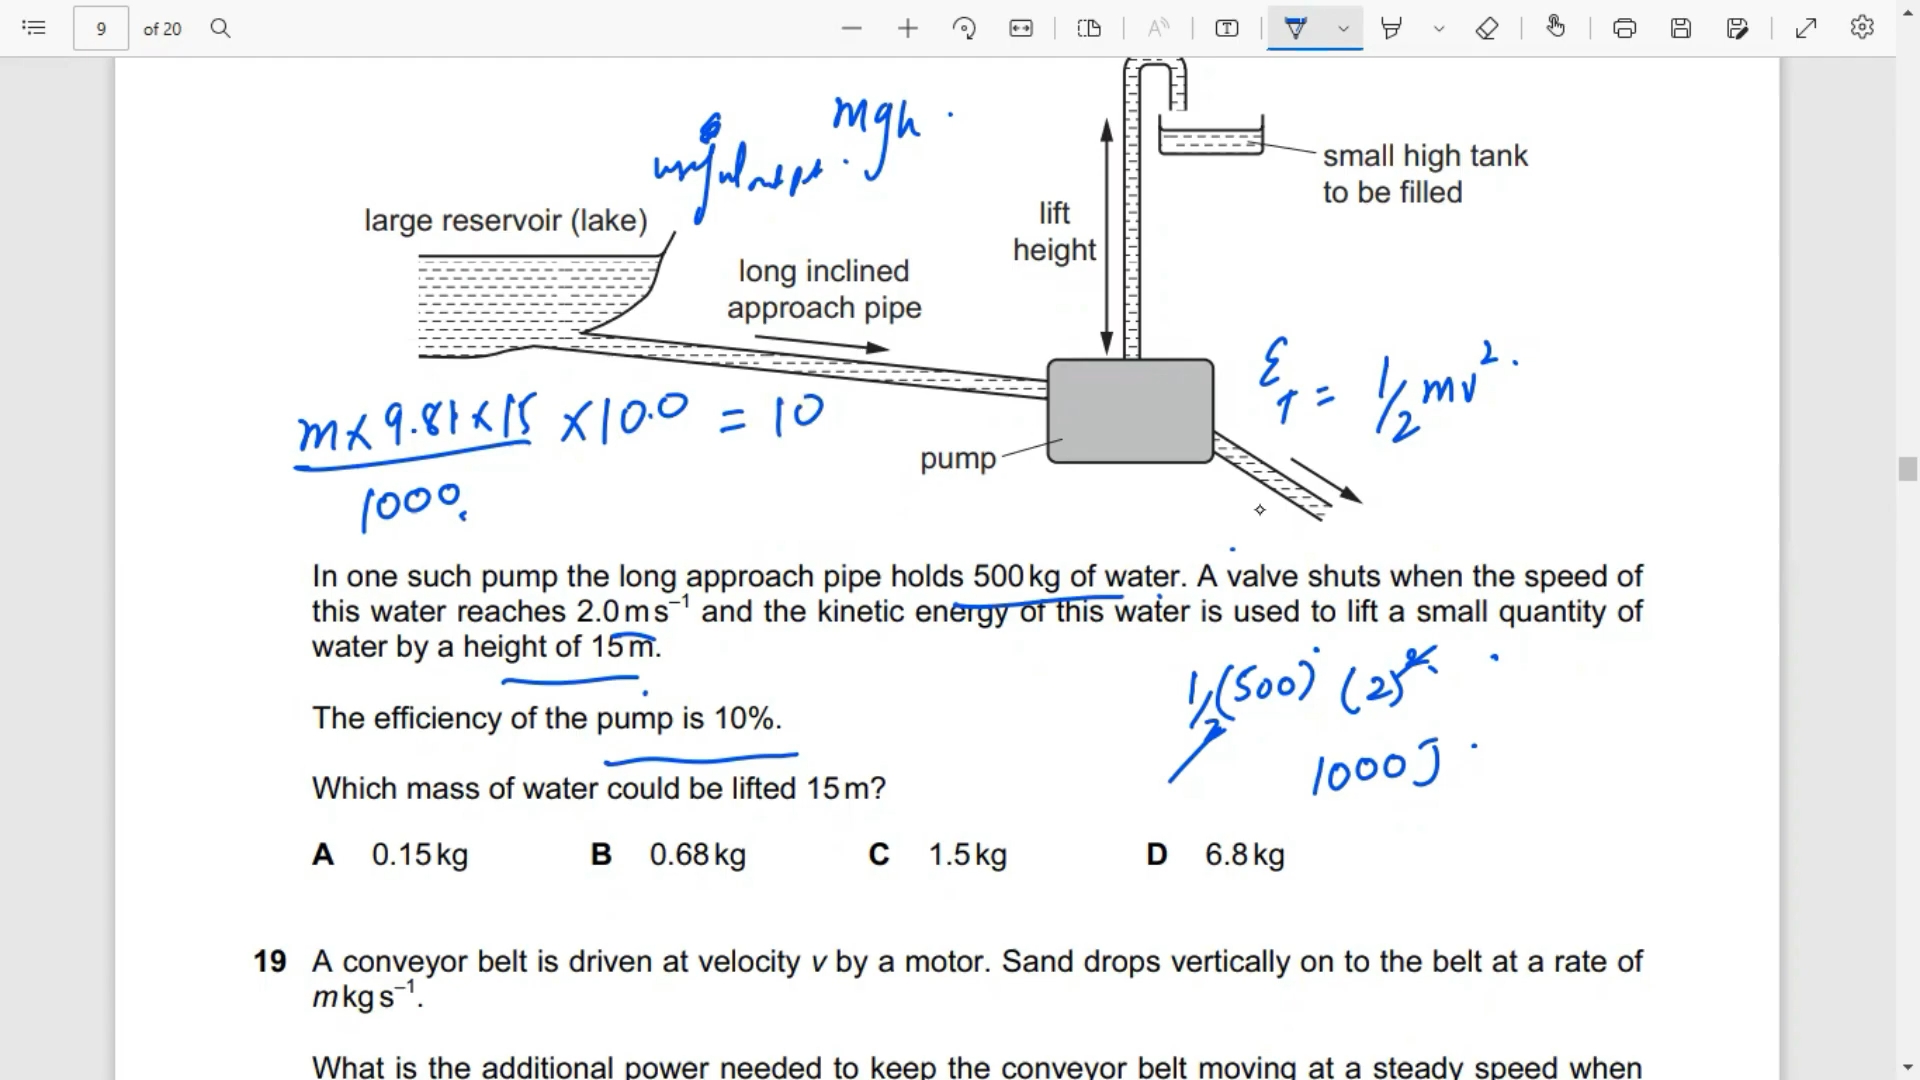 9 of 20
mgh
useful output
small high tank
to be filled
large reservoir (lake)
lift
height
long inclined
approach pipe
m × 9.81 × 15 × 10.0 = 10
1000
pump
= 1/2 mv²
In one such pump the long approach pipe holds 500 kg of water. A valve shuts when the speed of
this water reaches 2.0 m s⁻¹ and the kinetic energy of this water is used to lift a small quantity of
water by a height of 15 m.
1/2 (500) (2)²
The efficiency of the pump is 10%.
1000 J
Which mass of water could be lifted 15 m?
A 0.15 kg B 0.68 kg C 1.5 kg D 6.8 kg
19 A conveyor belt is driven at velocity v by a motor. Sand drops vertically on to the belt at a rate of
m kg s⁻¹.
What is the additional power needed to keep the conveyor belt moving at a steady speed when